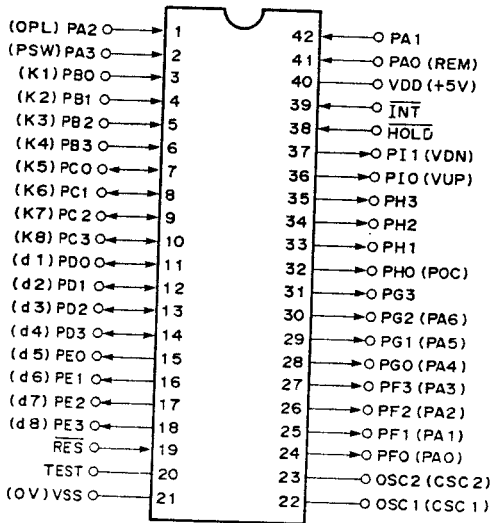 (OPL) PA2 1
(PSW) PA3 2
(K1) PB0 3
(K2) PB1 4
(K3) PB2 5
(K4) PB3 6
(K5) PC0 7
(K6) PC1 8
(K7) PC2 9
(K8) PC3 10
(d1) PD0 11
(d2) PD1 12
(d3) PD2 13
(d4) PD3 14
(d5) PE0 15
(d6) PE1 16
(d7) PE2 17
(d8) PE3 18
RES 19
TEST 20
(0V) VSS 21
42 PA1
41 PA0 (REM)
40 VDD (+5V)
39 INT
38 HOLD
37 PI1 (VDN)
36 PI0 (VUP)
35 PH3
34 PH2
33 PH1
32 PH0 (POC)
31 PG3
30 PG2 (PA6)
29 PG1 (PA5)
28 PG0 (PA4)
27 PF3 (PA3)
26 PF2 (PA2)
25 PF1 (PA1)
24 PF0 (PA0)
23 OSC2 (CSC2)
22 OSC1 (CSC1)